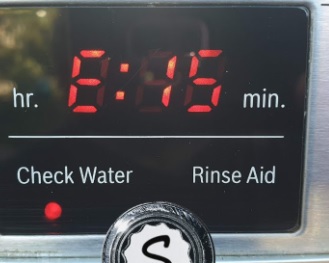 hr. E:15 min.
Check Water Rinse Aid
S